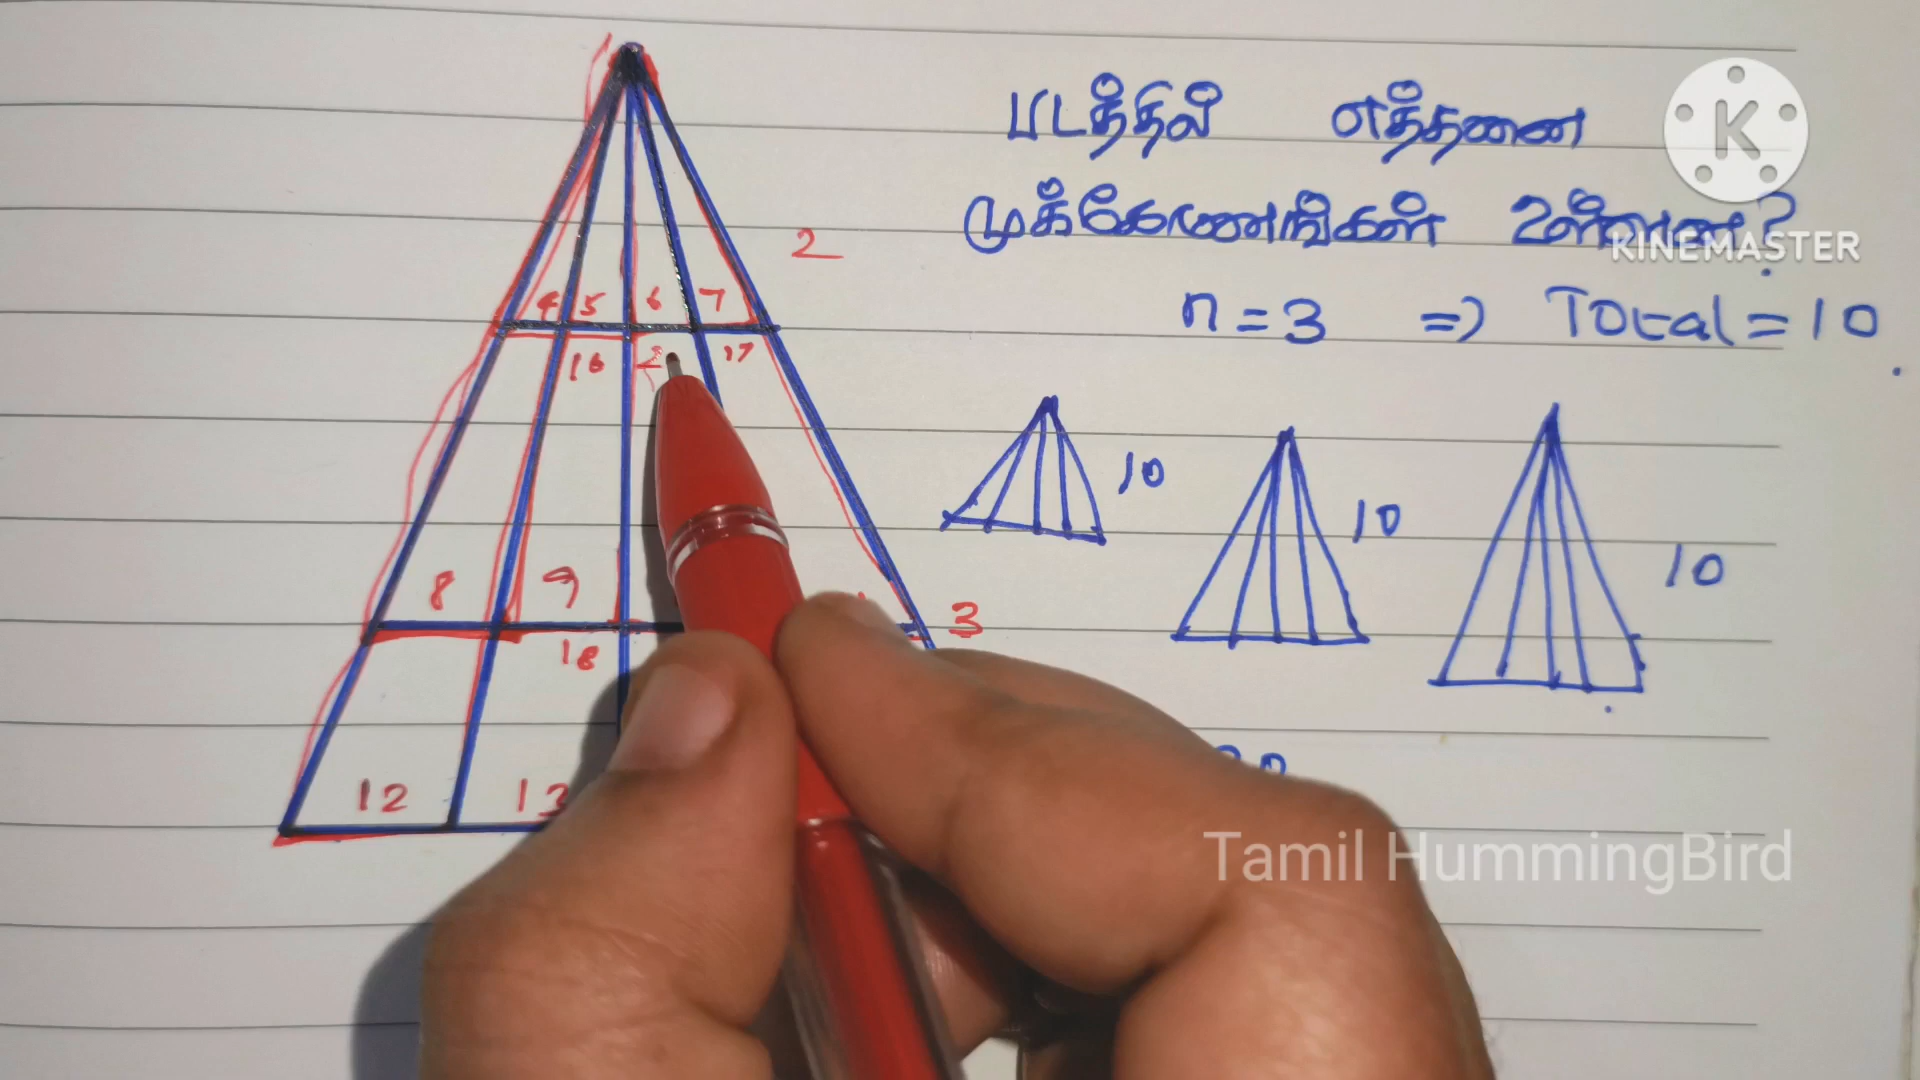 படத்தில் எத்தனை
முக்கோணங்கள் உள்ளன?
K
KINEMASTER
n = 3 => Total = 10
2
4 5 6 7
16 17
10
10
10
8 9
3
18
12 13
Tamil HummingBird